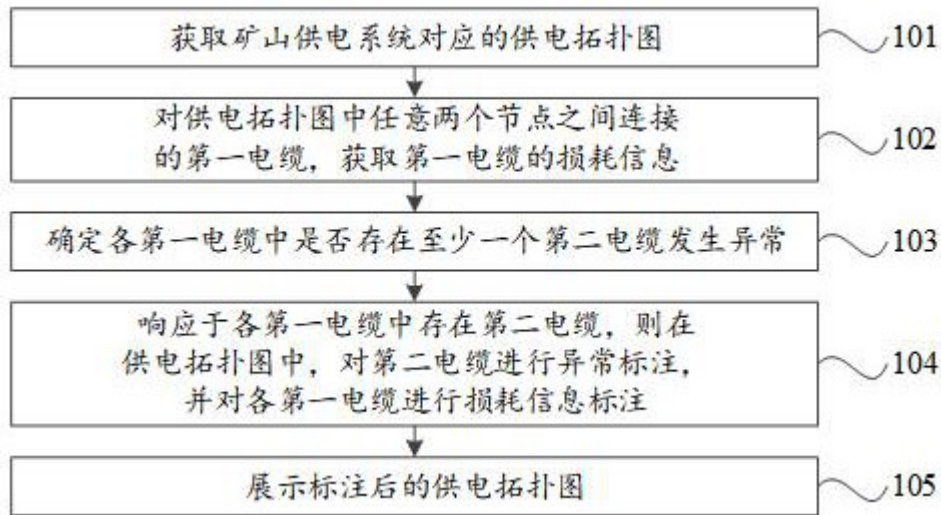 获取矿山供电系统对应的供电拓扑图
101
对供电拓扑图中任意两个节点之间连接
的第一电缆，获取第一电缆的损耗信息
102
确定各第一电缆中是否存在至少一个第二电缆发生异常
103
响应于各第一电缆中存在第二电缆，则在
供电拓扑图中，对第二电缆进行异常标注，
并对各第一电缆进行损耗信息标注
104
展示标注后的供电拓扑图
105